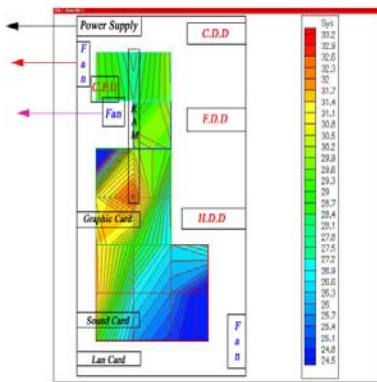 Power Supply
C.D.D
Fan
C.P.U
RAM
Fan
F.D.D
Graphic Card
H.D.D
Sound Card
Fan
Lan Card
Sys
33.2
32.9
32.6
32.3
32
31.7
31.4
31.1
30.8
30.5
30.2
29.9
29.6
29.3
29
28.7
28.4
28.1
27.8
27.5
27.2
26.9
26.6
26.3
26
25.7
25.4
25.1
24.8
24.5